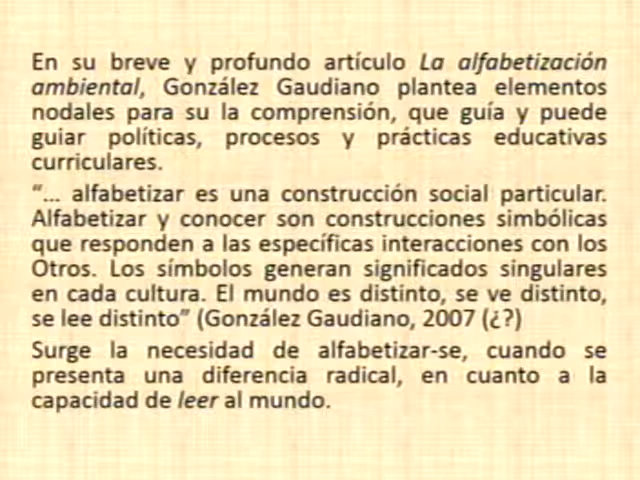 En su breve y profundo artículo La alfabetización
ambiental, González Gaudiano plantea elementos
nodales para su la comprensión, que guía y puede
guiar políticas, procesos y prácticas educativas
curriculares.
“... alfabetizar es una construcción social particular.
Alfabetizar y conocer son construcciones simbólicas
que responden a las específicas interacciones con los
Otros. Los símbolos generan significados singulares
en cada cultura. El mundo es distinto, se ve distinto,
se lee distinto” (González Gaudiano, 2007 (¿?)
Surge la necesidad de alfabetizar-se, cuando se
presenta una diferencia radical, en cuanto a la
capacidad de leer al mundo.